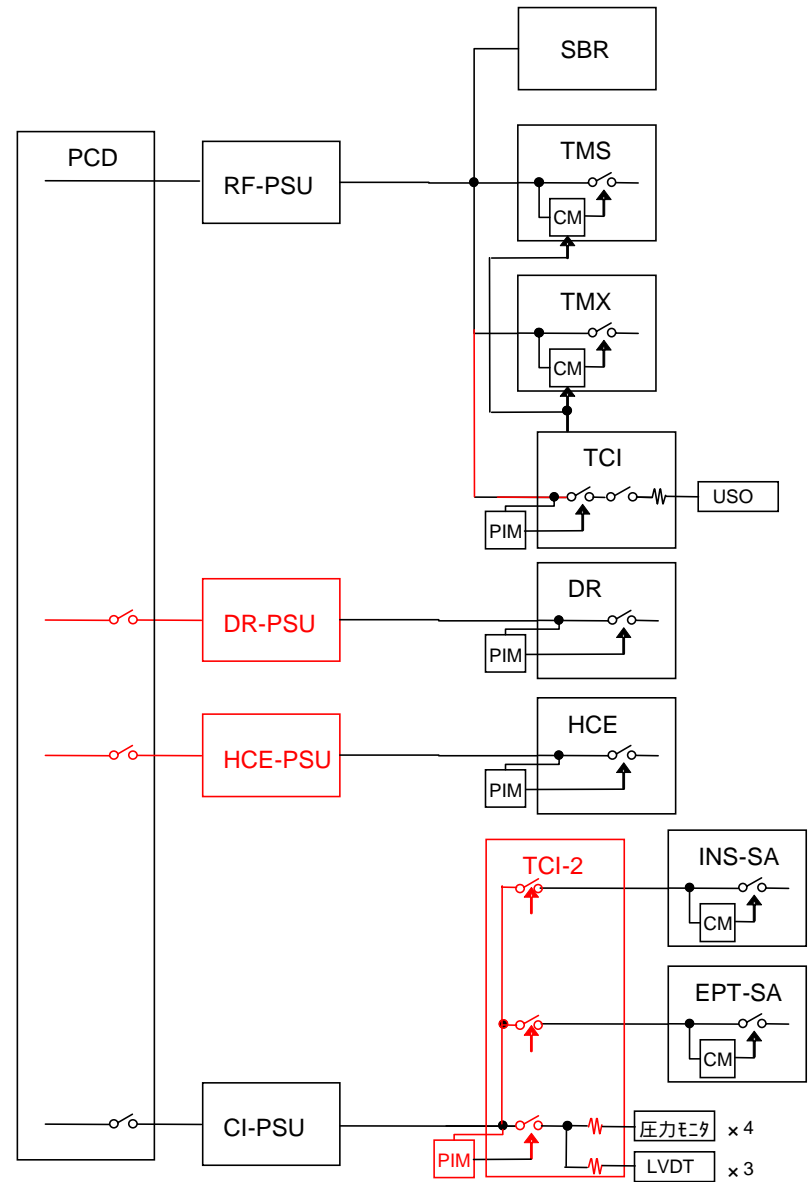 SBR
PCD
RF-PSU
TMS
CM
TMX
CM
TCI
PIM
USO
DR-PSU
DR
PIM
HCE-PSU
HCE
PIM
TCI-2
INS-SA
CM
EPT-SA
CM
CI-PSU
PIM
圧力ﾓﾆﾀ ×4
LVDT ×3